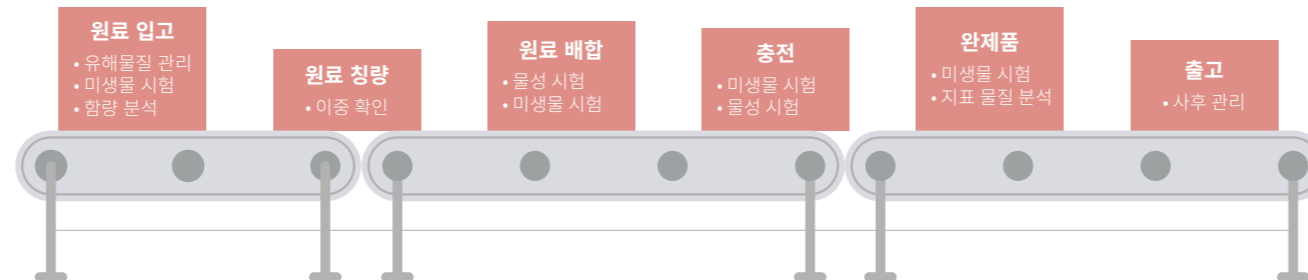 원료 입고
• 유해물질 관리
• 미생물 시험
• 함량 분석
원료 칭량
• 이중 확인
원료 배합
• 물성 시험
• 미생물 시험
충전
• 미생물 시험
• 물성 시험
완제품
• 미생물 시험
• 지표 물질 분석
출고
• 사후 관리